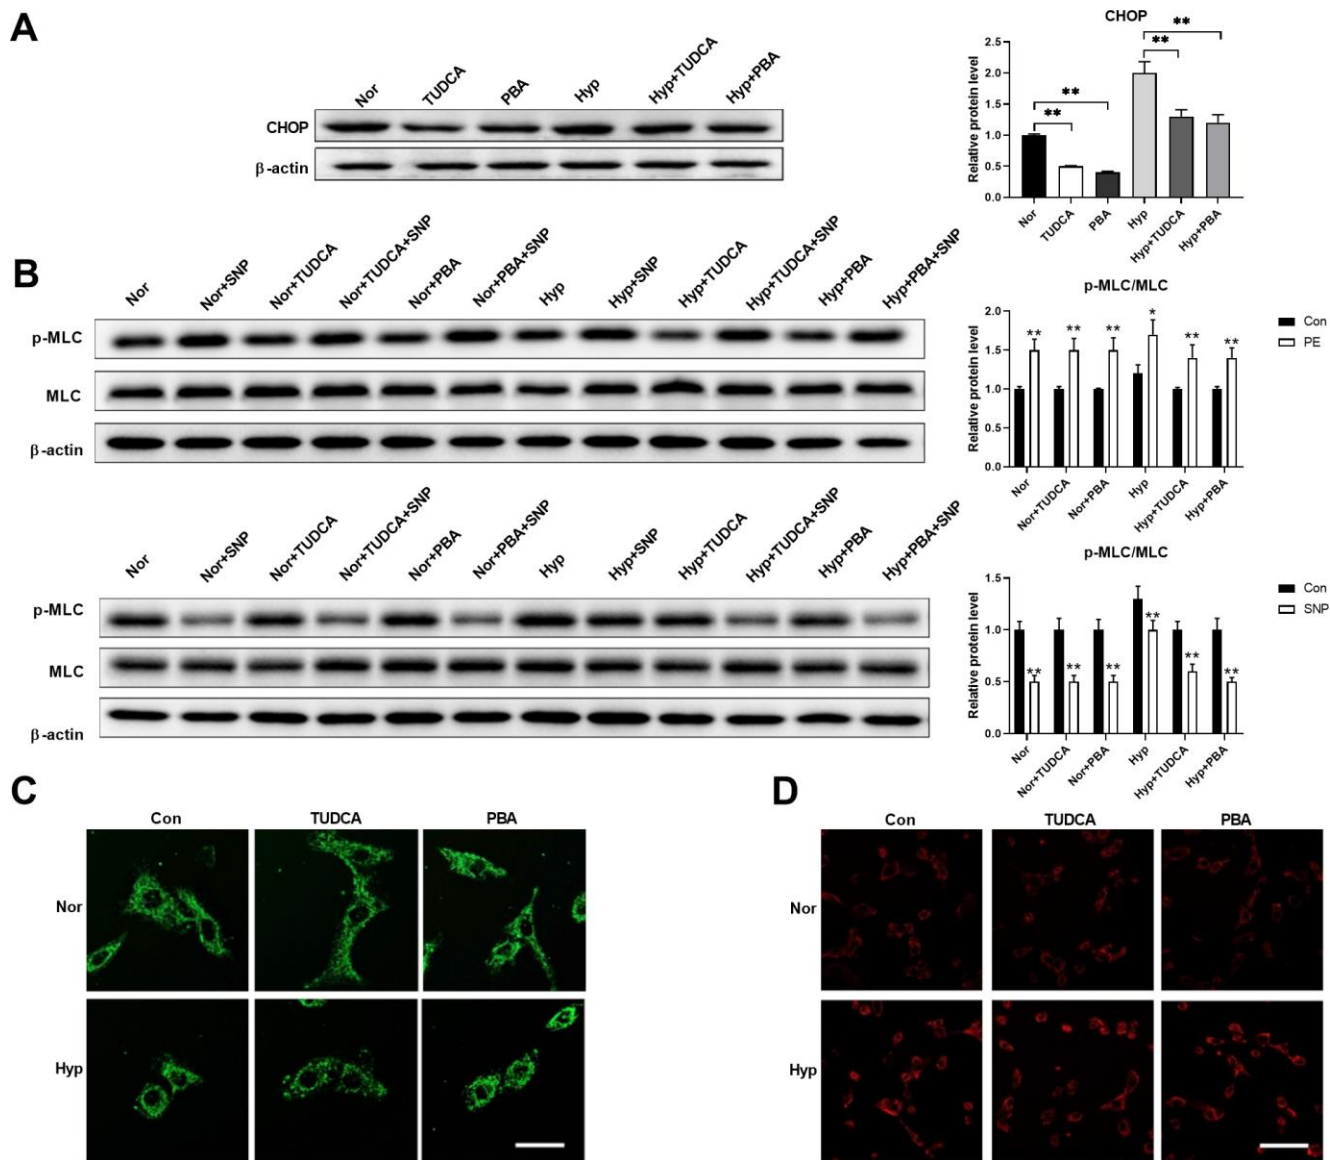 A
Nor
TUDCA
PBA
Hyp
Hyp+TUDCA
Hyp+PBA
CHOP
β-actin
CHOP
Relative protein level
2.5
2.0
1.5
1.0
0.5
0.0
**
**
**
**
Nor
TUDCA
PBA
Hyp
Hyp+TUDCA
Hyp+PBA
B
Nor
Nor+SNP
Nor+TUDCA
Nor+TUDCA+SNP
Nor+PBA
Nor+PBA+SNP
Hyp
Hyp+SNP
Hyp+TUDCA
Hyp+TUDCA+SNP
Hyp+PBA
Hyp+PBA+SNP
p-MLC
MLC
β-actin
p-MLC/MLC
Relative protein level
2.0
1.5
1.0
0.5
0.0
** ** ** * ** **
Con
PE
Nor
Nor+TUDCA
Nor+PBA
Hyp
Hyp+TUDCA
Hyp+PBA
Nor
Nor+SNP
Nor+TUDCA
Nor+TUDCA+SNP
Nor+PBA
Nor+PBA+SNP
Hyp
Hyp+SNP
Hyp+TUDCA
Hyp+TUDCA+SNP
Hyp+PBA
Hyp+PBA+SNP
p-MLC
MLC
β-actin
p-MLC/MLC
Relative protein level
1.5
1.0
0.5
0.0
** ** ** ** ** **
Con
SNP
Nor
Nor+TUDCA
Nor+PBA
Hyp
Hyp+TUDCA
Hyp+PBA
C
Con TUDCA PBA
Nor
Hyp
D
Con TUDCA PBA
Nor
Hyp